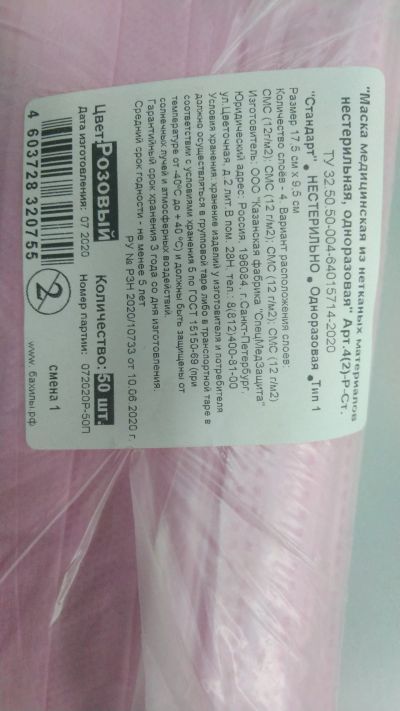 "Маска медицинская из нетканых материалов
нестерильная, одноразовая" Арт.4(2)-Р-Ст.
ТУ 32.50.50-004-64015714-2020
"Стандарт" НЕСТЕРИЛЬНО • Одноразовая • Тип 1
Размер 17,5 см х 9,5 см
Количество слоёв - 4. Вариант расположения слоев:
СМС (12г/м2); СМС (12 г/м2); СМС (12 г/м2); СМС (12 г/м2)
Изготовитель: ООО "Казанская фабрика "СпецМедЗащита"
Юридический адрес: Россия, 196084, г.Санкт-Петербург,
ул. Цветочная, д.2 лит. В пом. 28Н, тел.: 8(812)400-81-00
Условия хранения: хранение изделий у изготовителя и потребителя
должно осуществляться в групповой таре либо в транспортной таре в
соответствии с условиями хранения 5 по ГОСТ 15150-69 (при
температуре от -40°С до + 40 °С) и должны быть защищены от
солнечных лучей и атмосферных воздействий.
Гарантийный срок хранения 3 года со дня изготовления.
Средний срок годности - не менее 3 лет
РУ № РЗН 2020/10733 от 10.06.2020 г.
Цвет: Розовый Количество: 50 шт.
Дата изготовления: 07.2020 Номер партии: 072020Р-50П
4 603728 320755
2
смена 1
www. бахилы.рф